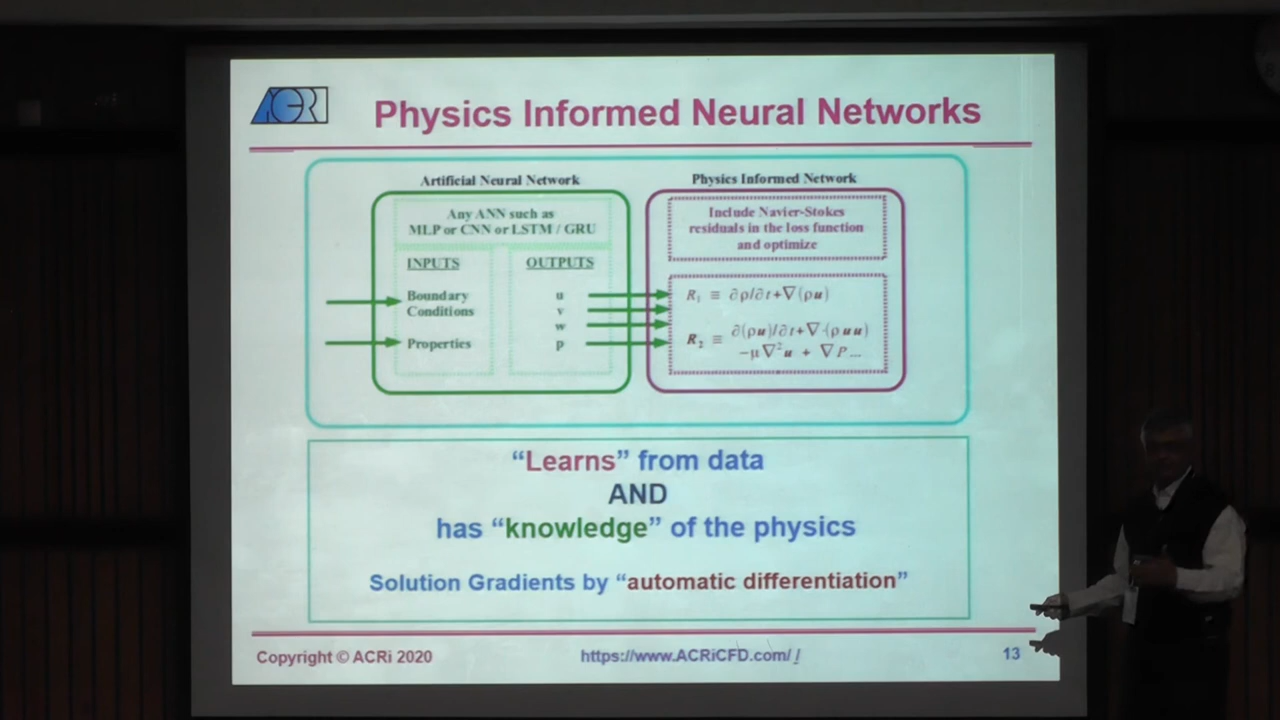 ACRi
Physics Informed Neural Networks
Artificial Neural Network
Any ANN such as
MLP or CNN or LSTM / GRU
INPUTS
Boundary
Conditions
Properties
OUTPUTS
u
v
w
p
Physics Informed Network
Include Navier-Stokes
residuals in the loss function
and optimize
R₁ ≡ ∂ρ/∂t+∇(ρu)
R₂ ≡ ∂(ρu)/∂t+∇·(ρuu)
−μ∇²u + ∇P...
“Learns” from data
AND
has “knowledge” of the physics
Solution Gradients by “automatic differentiation”
Copyright © ACRi 2020
https://www.ACRiCFD.com/
13